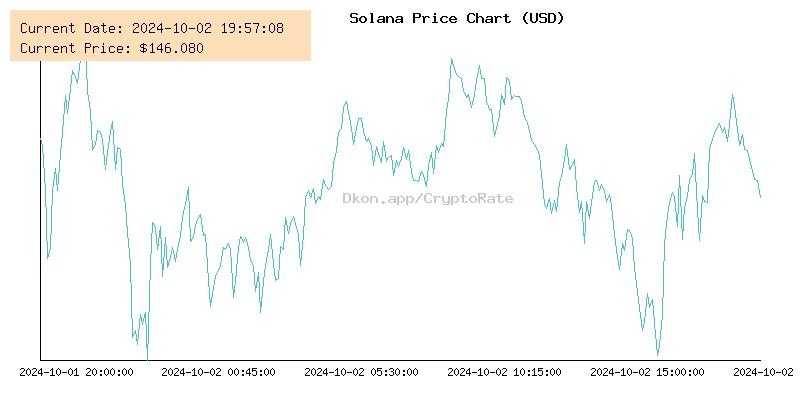 Solana Price Chart (USD)
Current Date: 2024-10-02 19:57:08
Current Price: $146.080
Dkon.app/CryptoRate
2024-10-01 20:00:00 2024-10-02 00:45:00 2024-10-02 05:30:00 2024-10-02 10:15:00 2024-10-02 15:00:00 2024-10-02